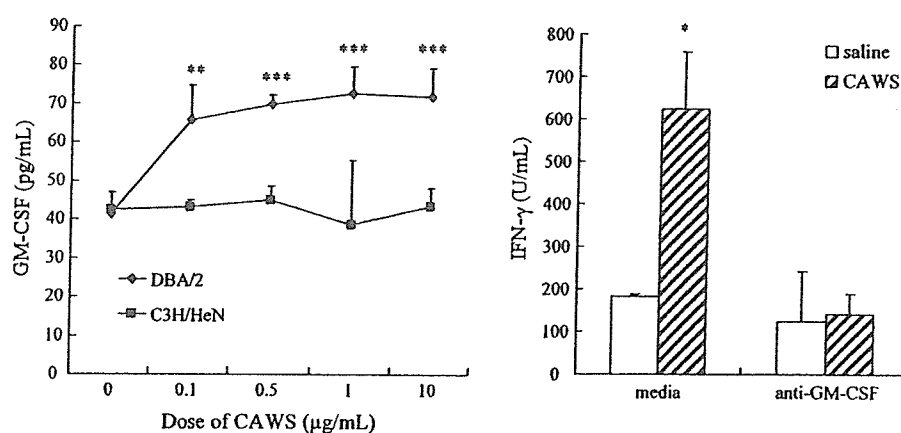 90
80
70
60
50
40
30
20
10
0
GM-CSF (pg/mL)
** *** *** ***
DBA/2
C3H/HeN
0 0.1 0.5 1 10
Dose of CAWS (μg/mL)
*
saline
CAWS
800
700
600
500
400
300
200
100
0
IFN-γ (U/mL)
media anti-GM-CSF